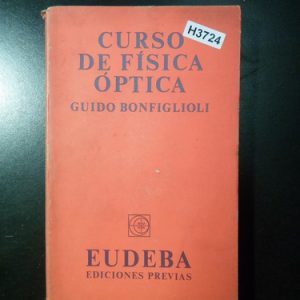 H3724
CURSO
DE FÍSICA
ÓPTICA
GUIDO BONFIGLIOLI
EUDEBA
EDICIONES PREVIAS